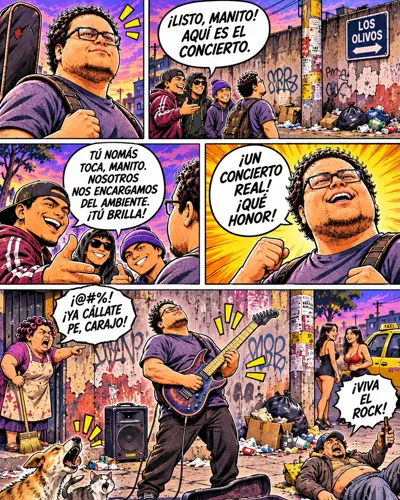 ¡LISTO, MANITO!
AQUÍ ES EL
CONCIERTO.
LOS
OLIVOS
TÚ NOMÁS
TOCA, MANITO.
NOSOTROS
NOS ENCARGAMOS
DEL AMBIENTE.
¡TÚ BRILLA!
¡UN
CONCIERTO
REAL!
¡QUÉ
HONOR!
¡@#%!
¡YA CÁLLATE
PE, CARAJO!
TAXI
¡VIVA
EL
ROCK!